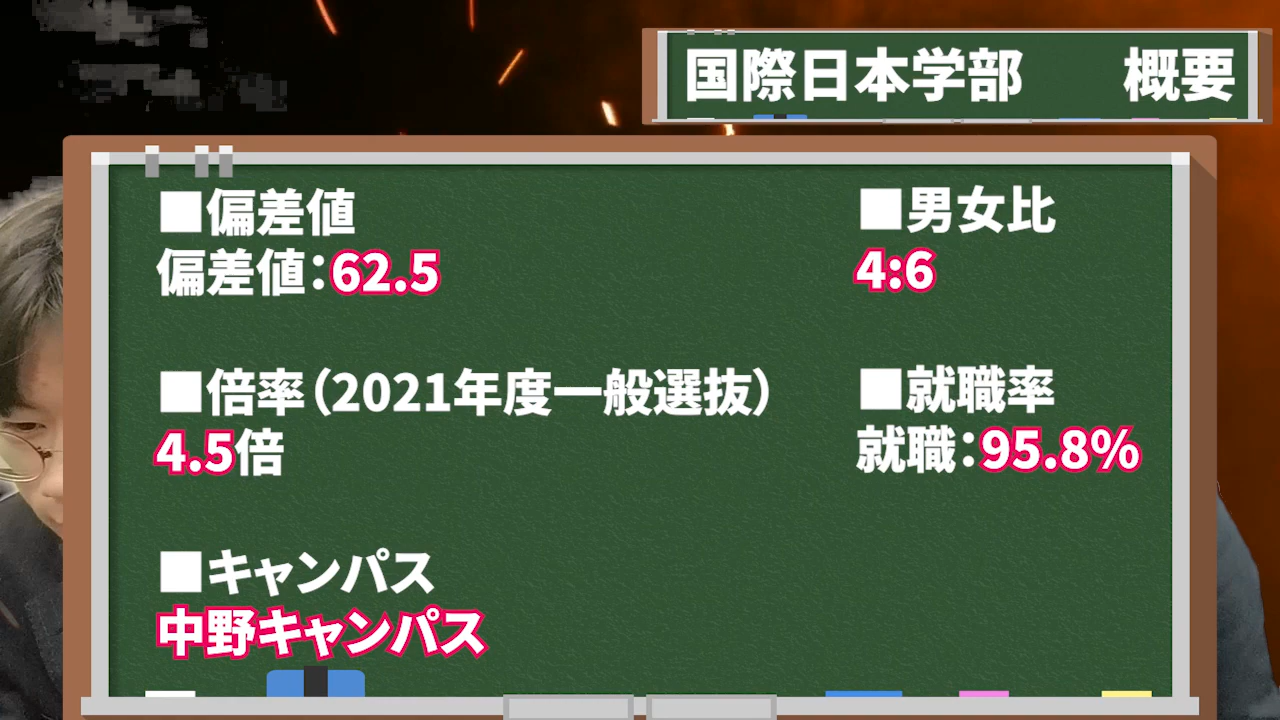 国際日本学部 概要
■偏差値
偏差値：62.5
■倍率（2021年度一般選抜）
4.5倍
■キャンパス
中野キャンパス
■男女比
4:6
■就職率
就職：95.8%